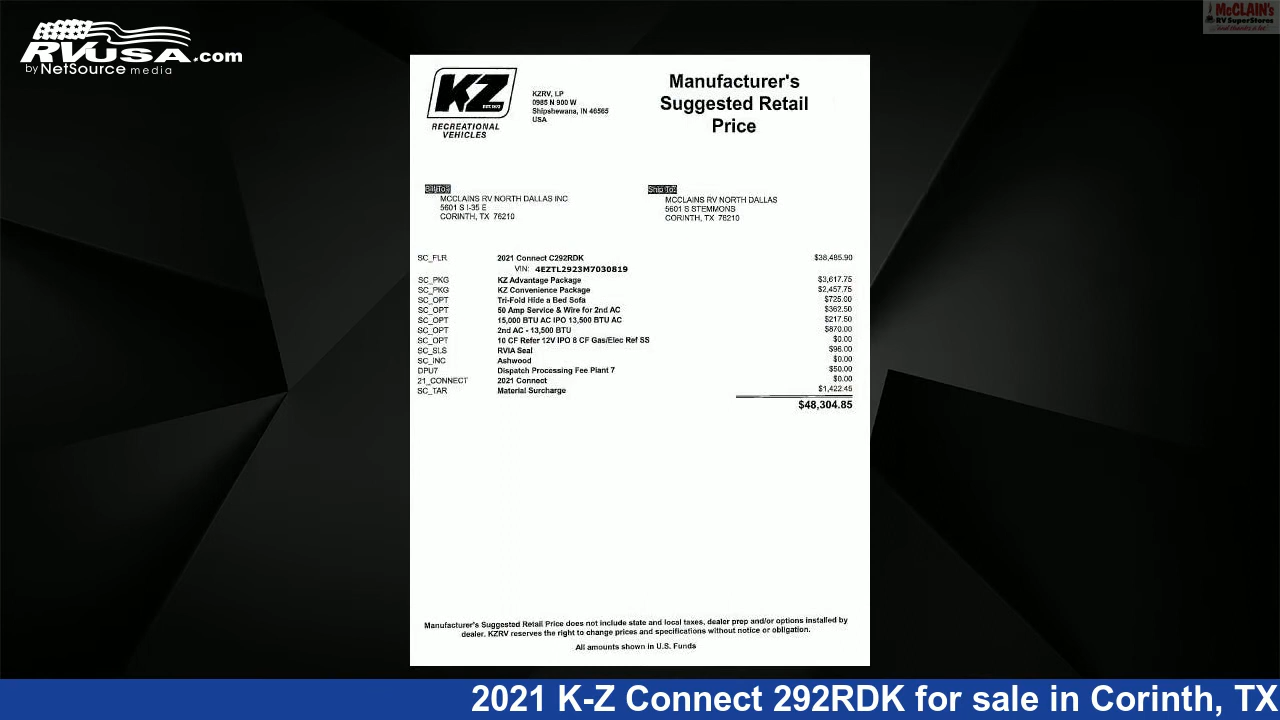 RVUSA.com
by NetSource media
McCLAIN'S
RV SuperStores
KZ
EST. 1972
RECREATIONAL
VEHICLES
KZRV, LP
0985 N 900 W
Shipshewana, IN 46565
USA
Manufacturer's
Suggested Retail
Price
Bill To:
MCCLAINS RV NORTH DALLAS INC
5601 S I-35 E
CORINTH, TX 76210
Ship To:
MCCLAINS RV NORTH DALLAS
5601 S STEMMONS
CORINTH, TX 76210
SC_FLR 2021 Connect C292RDK $38,485.90
VIN: 4EZTL2923M7030819
SC_PKG KZ Advantage Package $3,617.75
SC_PKG KZ Convenience Package $2,457.75
SC_OPT Tri-Fold Hide a Bed Sofa $725.00
SC_OPT 50 Amp Service & Wire for 2nd AC $362.50
SC_OPT 15,000 BTU AC IPO 13,500 BTU AC $217.50
SC_OPT 2nd AC - 13,500 BTU $870.00
SC_OPT 10 CF Refer 12V IPO 8 CF Gas/Elec Ref SS $0.00
SC_SLS RVIA Seal $96.00
SC_INC Ashwood $0.00
DPU7 Dispatch Processing Fee Plant 7 $50.00
21_CONNECT 2021 Connect $0.00
SC_TAR Material Surcharge $1,422.45
$48,304.85
Manufacturer's Suggested Retail Price does not include state and local taxes, dealer prep and/or options installed by
dealer. KZRV reserves the right to change prices and specifications without notice or obligation.
All amounts shown in U.S. Funds
2021 K-Z Connect 292RDK for sale in Corinth, TX